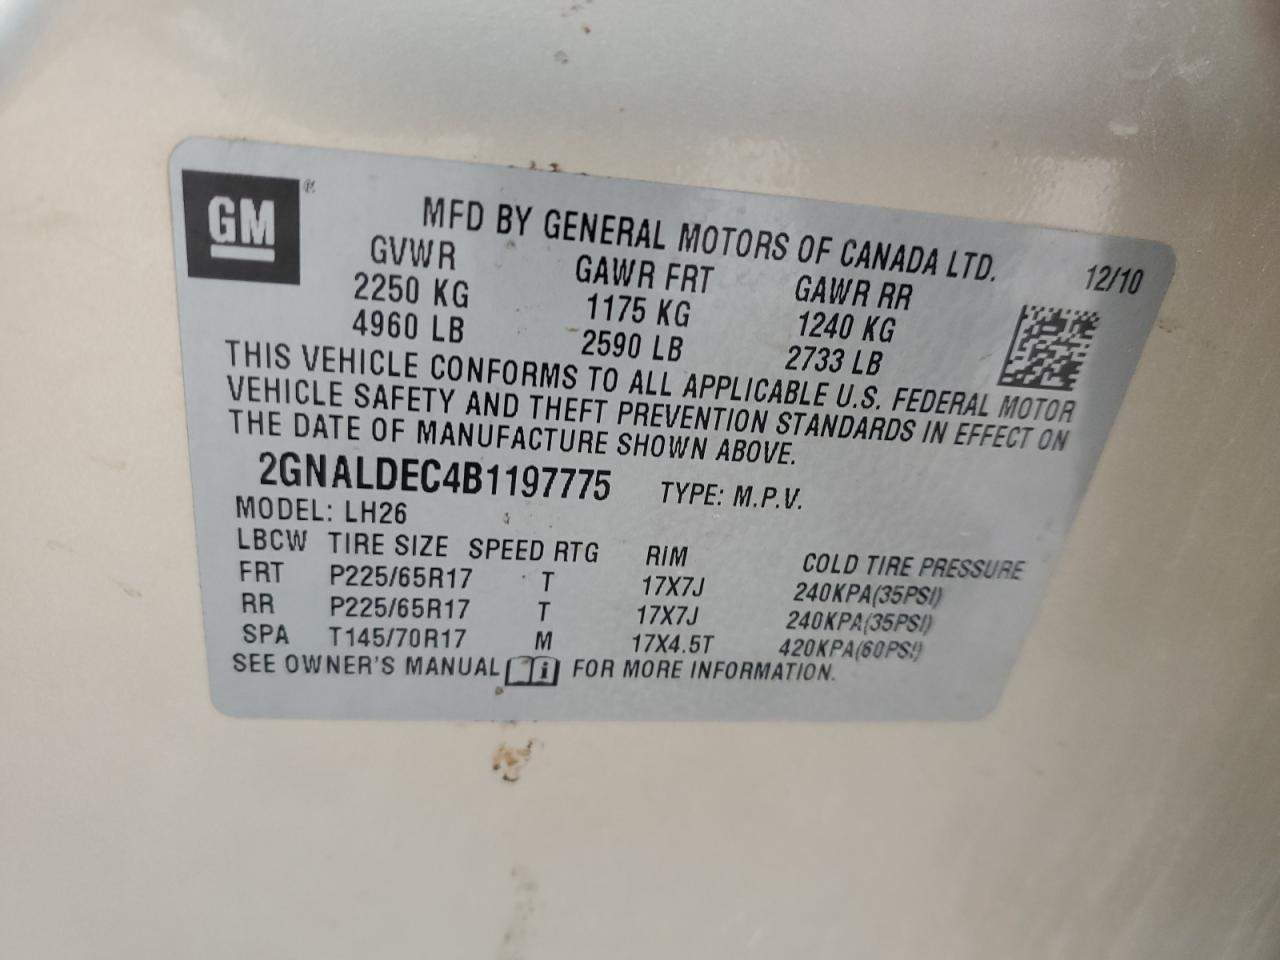 GM ®
MFD BY GENERAL MOTORS OF CANADA LTD.
GVWR GAWR FRT GAWR RR 12/10
2250 KG 1175 KG 1240 KG
4960 LB 2590 LB 2733 LB
THIS VEHICLE CONFORMS TO ALL APPLICABLE U.S. FEDERAL MOTOR
VEHICLE SAFETY AND THEFT PREVENTION STANDARDS IN EFFECT ON
THE DATE OF MANUFACTURE SHOWN ABOVE.
2GNALDEC4B1197775 TYPE: M.P.V.
MODEL: LH26
LBCW TIRE SIZE SPEED RTG RIM COLD TIRE PRESSURE
FRT P225/65R17 T 17X7J 240KPA(35PSI)
RR P225/65R17 T 17X7J 240KPA(35PSI)
SPA T145/70R17 M 17X4.5T 420KPA(60PSI)
SEE OWNER'S MANUAL i FOR MORE INFORMATION.